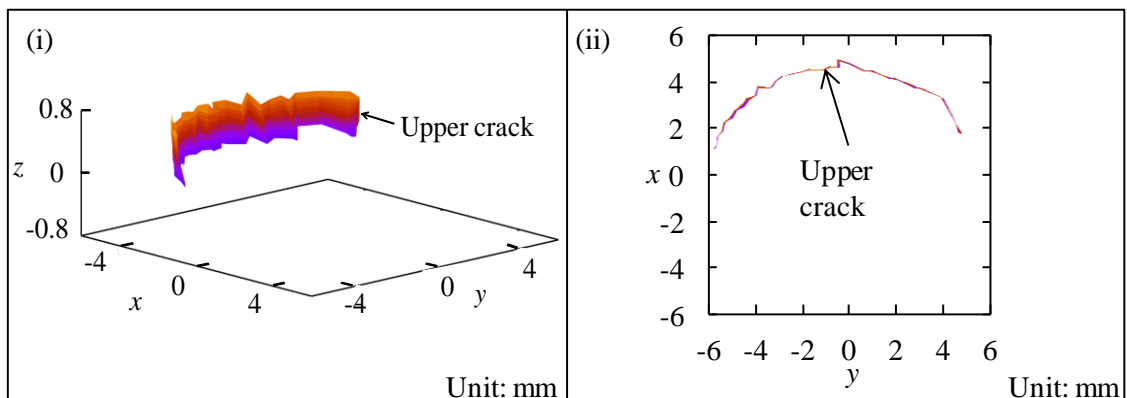 (i)
0.8
Upper crack
z
0
-0.8
-4
0
4
x
-4
0
4
y
Unit: mm
(ii)
6
4
2
x 0
-2
-4
-6
Upper
crack
-6 -4 -2 0 2 4 6
y
Unit: mm